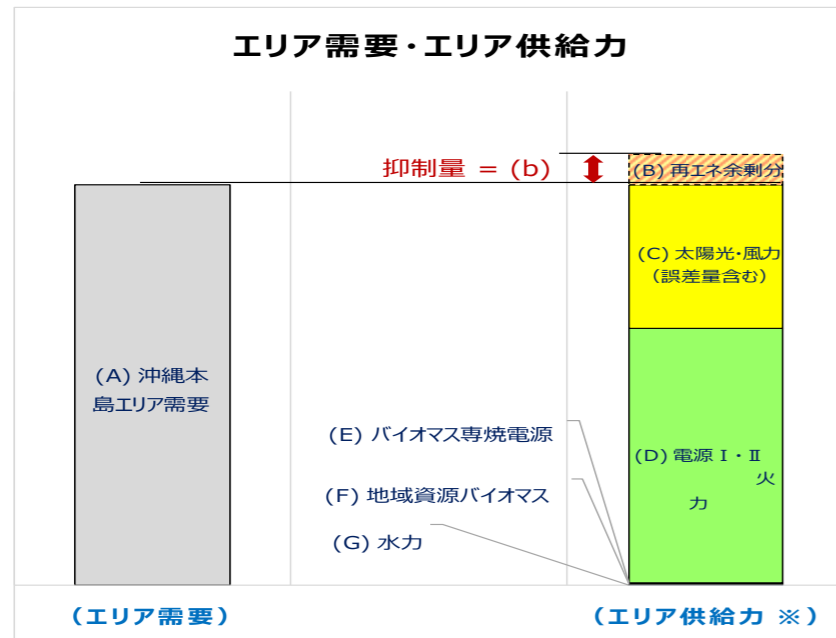 エリア需要・エリア供給力
抑制量 = (b)
(B) 再エネ余剰分
(C) 太陽光・風力
(誤差量含む)
(A) 沖縄本
島エリア需要
(E) バイオマス専焼電源
(D) 電源Ⅰ・Ⅱ
火
力
(F) 地域資源バイオマス
(G) 水力
(エリア需要)
(エリア供給力 ※)